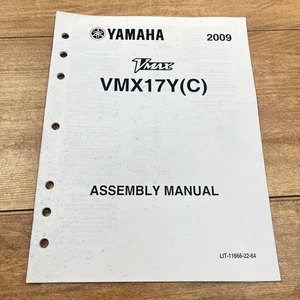 YAMAHA 2009
VMAX
VMX17Y(C)
ASSEMBLY MANUAL
LIT-11666-22-64